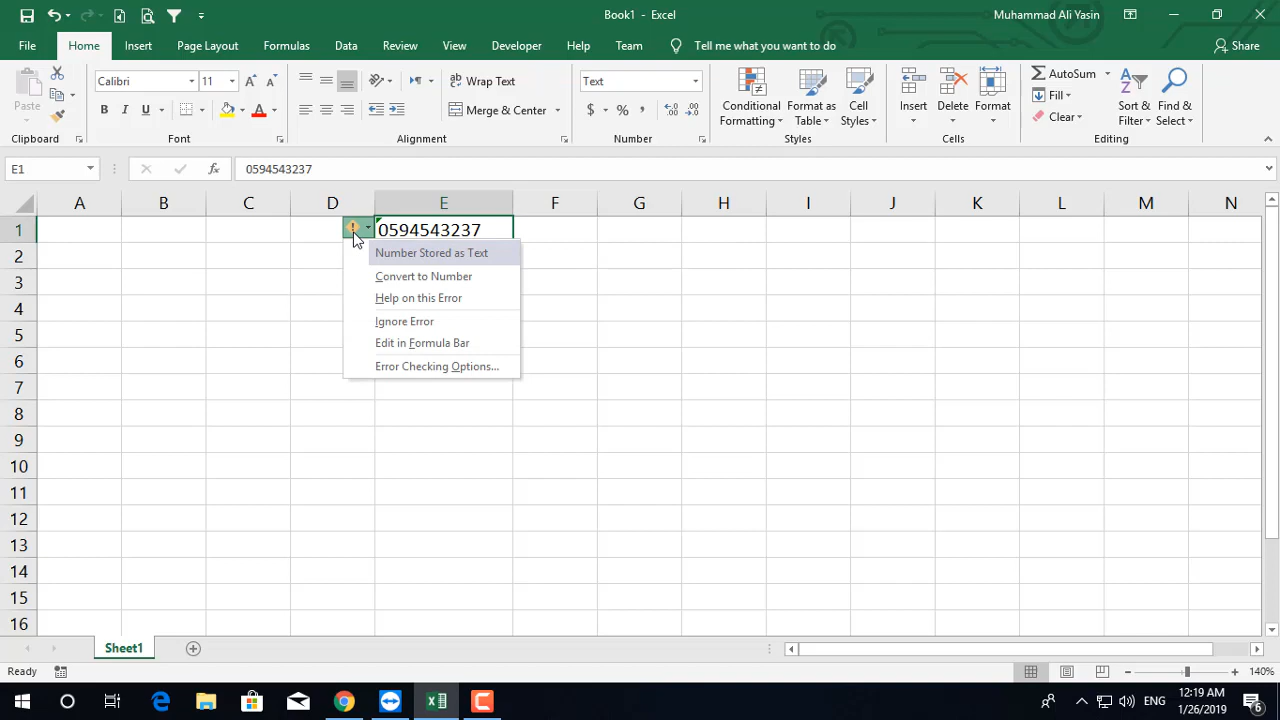 Book1 - Excel
Muhammad Ali Yasin
File Home Insert Page Layout Formulas Data Review View Developer Help Team Tell me what you want to do Share
Paste
Clipboard
Calibri 11
B I U A
Font
Wrap Text
Merge & Center
Alignment
Text
$ % ,
Number
Conditional Formatting
Format as Table
Cell Styles
Styles
Insert Delete Format
Cells
AutoSum
Fill
Clear
Sort & Filter
Find & Select
Editing
E1 fx 0594543237
A B C D E F G H I J K L M N
1 0594543237
Number Stored as Text
Convert to Number
Help on this Error
Ignore Error
Edit in Formula Bar
Error Checking Options...
2
3
4
5
6
7
8
9
10
11
12
13
14
15
16
Sheet1
Ready 140%
ENG 12:19 AM
1/26/2019 6